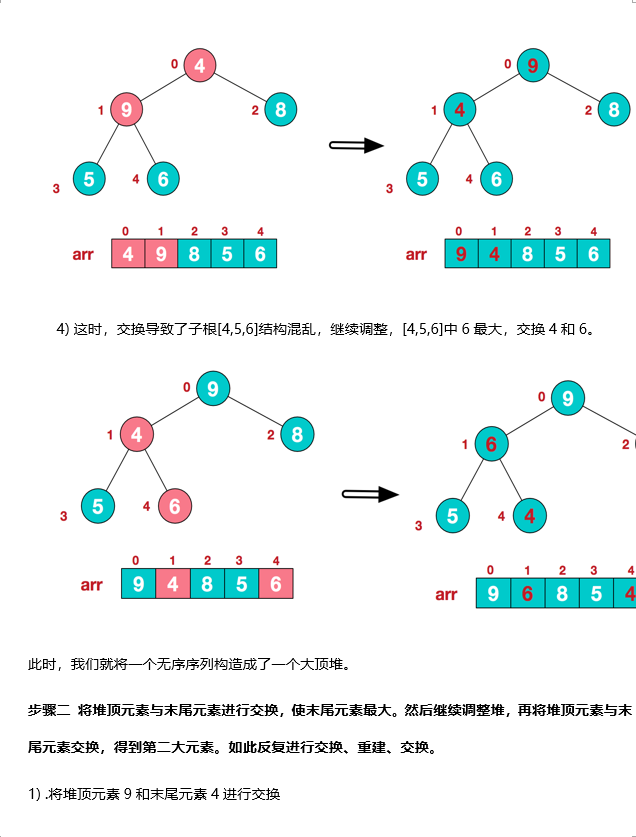 0 4 0 9
1 9 2 8 1 4 2 8
3 5 4 6 3 5 4 6
0 1 2 3 4 0 1 2 3 4
arr 4 9 8 5 6 arr 9 4 8 5 6
4) 这时，交换导致了子根[4,5,6]结构混乱，继续调整，[4,5,6]中 6 最大，交换 4 和 6。
0 9 0 9
1 4 2 8 1 6 2
3 5 4 6 3 5 4 4
0 1 2 3 4 0 1 2 3 4
arr 9 4 8 5 6 arr 9 6 8 5 4
此时，我们就将一个无序序列构造成了一个大顶堆。
步骤二 将堆顶元素与末尾元素进行交换，使末尾元素最大。然后继续调整堆，再将堆顶元素与末
尾元素交换，得到第二大元素。如此反复进行交换、重建、交换。
1) .将堆顶元素 9 和末尾元素 4 进行交换